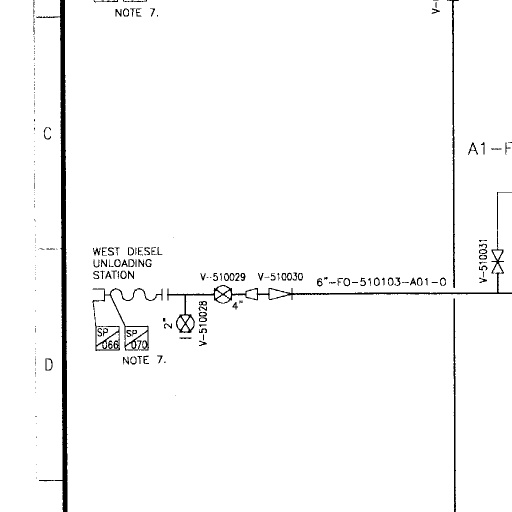 NOTE 7.
C
A1-F
WEST DIESEL
UNLOADING
STATION
V-510029
V-510030
6"-FO-510103-A01-0
V-510031
4"
2"
V-510028
SP
066
SP
070
NOTE 7.
D